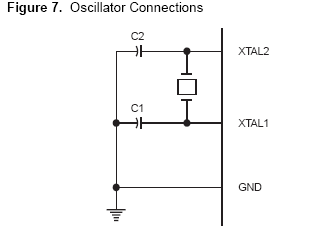 Figure 7. Oscillator Connections
C2
XTAL2
C1
XTAL1
GND